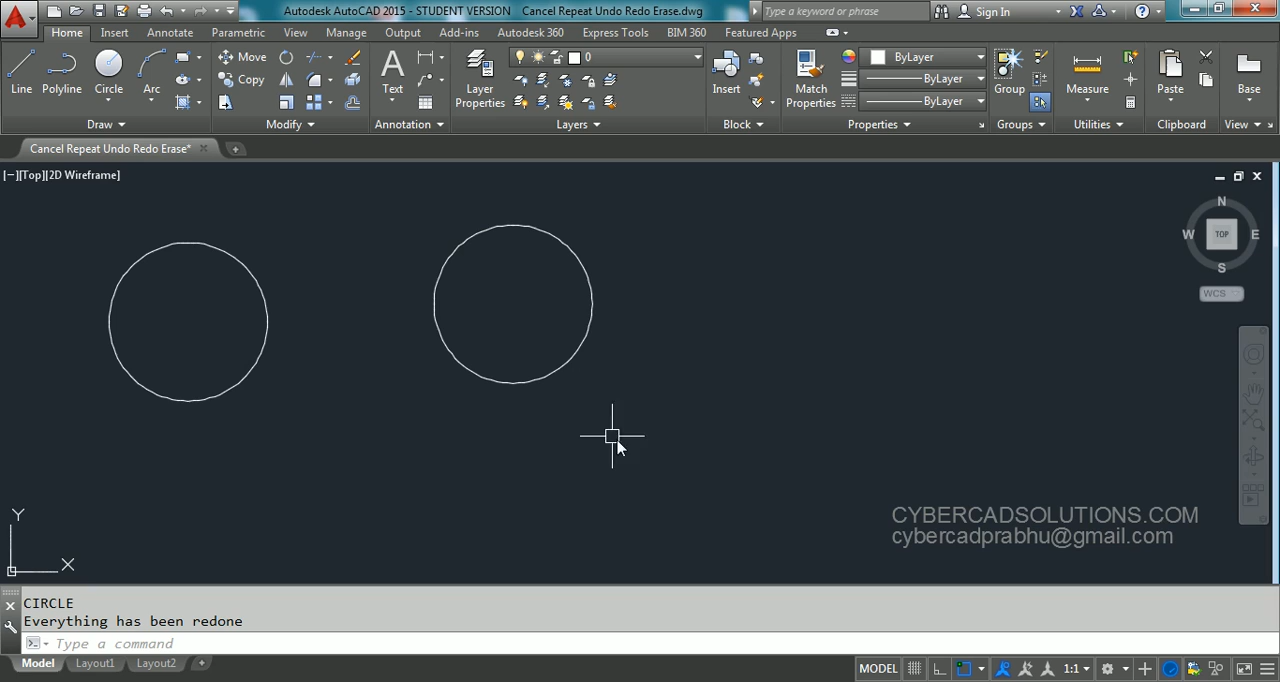 Autodesk AutoCAD 2015 - STUDENT VERSION Cancel Repeat Undo Redo Erase.dwg
Type a keyword or phrase
Sign In
Home Insert Annotate Parametric View Manage Output Add-ins Autodesk 360 Express Tools BIM 360 Featured Apps
Move
Copy
0
ByLayer
ByLayer
ByLayer
Line Polyline Circle Arc Text Layer Properties Insert Match Properties Group Measure Paste Base
Draw Modify Annotation Layers Block Properties Groups Utilities Clipboard View
Cancel Repeat Undo Redo Erase*
[−][Top][2D Wireframe]
N
W TOP E
S
WCS
Y
X
CYBERCADSOLUTIONS.COM
cybercadprabhu@gmail.com
CIRCLE
Everything has been redone
Type a command
Model Layout1 Layout2 +
MODEL 1:1